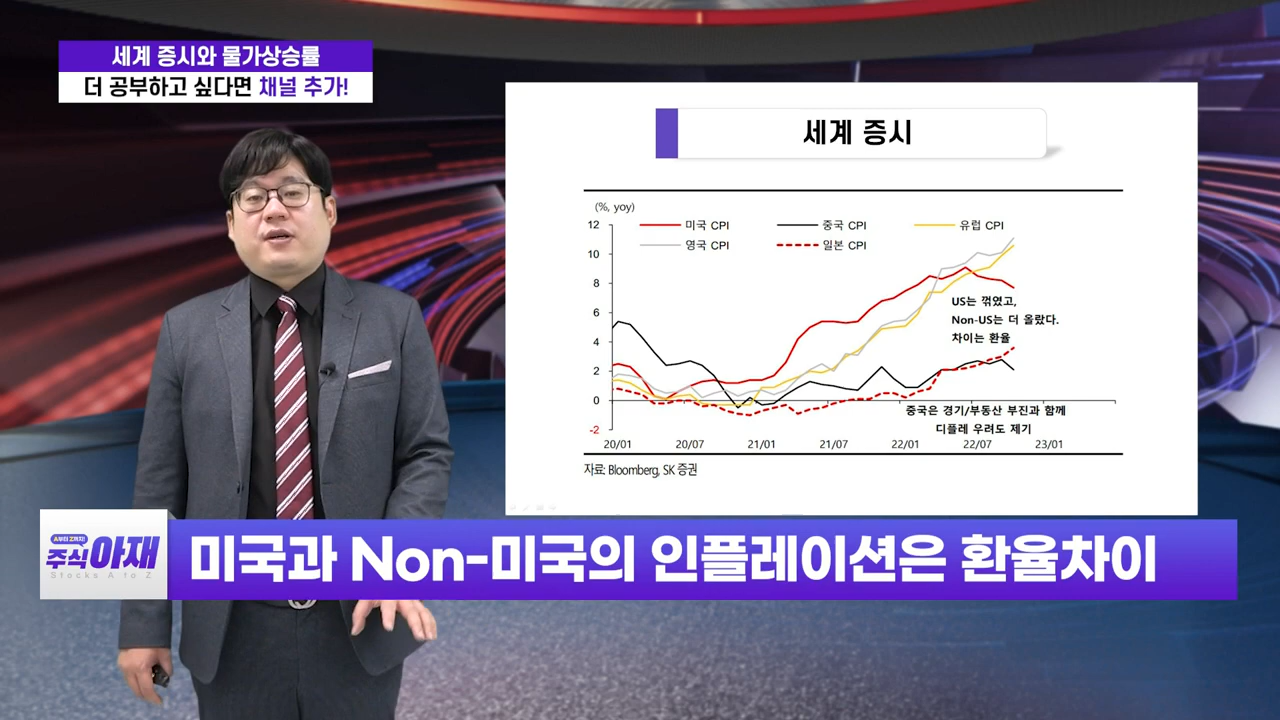 세계 증시와 물가상승률
더 공부하고 싶다면 채널 추가!
세계 증시
(%, yoy)
미국 CPI
중국 CPI
유럽 CPI
영국 CPI
일본 CPI
12
10
8
6
4
2
0
-2
US는 꺾였고,
Non-US는 더 올랐다.
차이는 환율
중국은 경기/부동산 부진과 함께
디플레 우려도 제기
20/01 20/07 21/01 21/07 22/01 22/07 23/01
자료: Bloomberg, SK 증권
A부터 Z까지!
주식아재
Stocks A to Z
미국과 Non-미국의 인플레이션은 환율차이